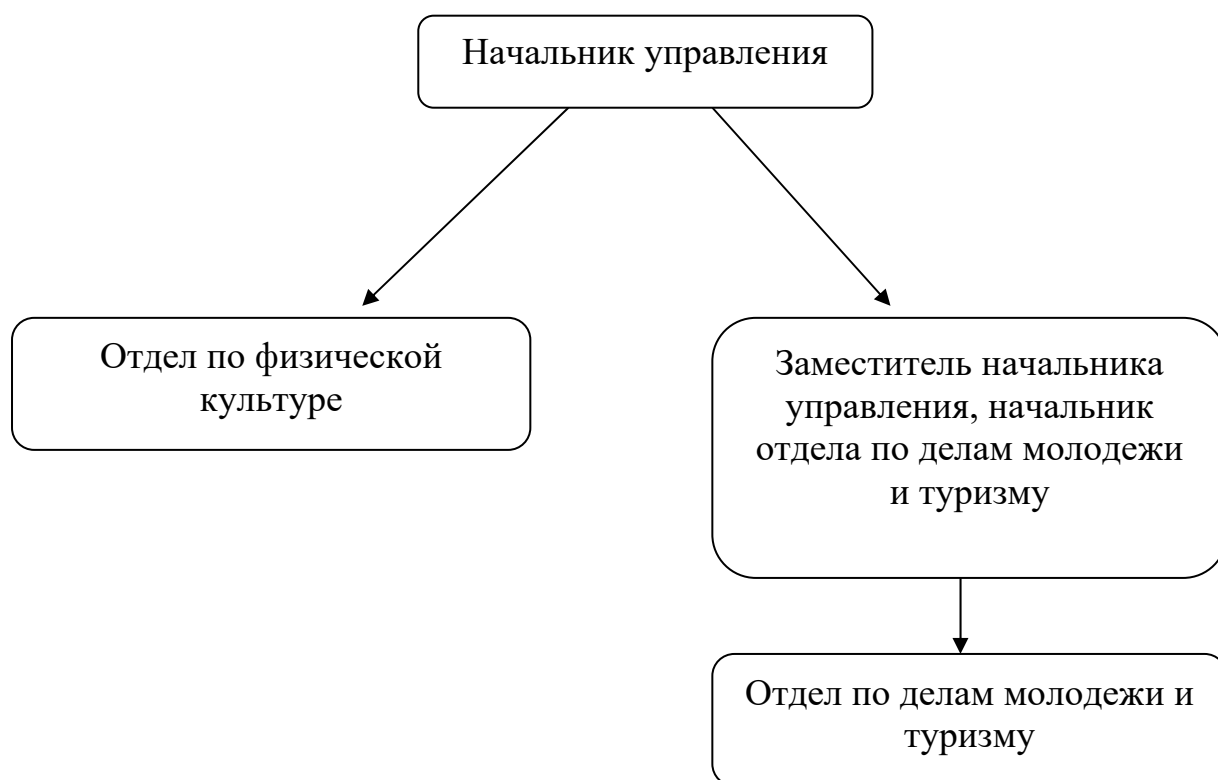 Начальник управления
Отдел по физической
культуре
Заместитель начальника
управления, начальник
отдела по делам молодежи
и туризму
Отдел по делам молодежи и
туризму